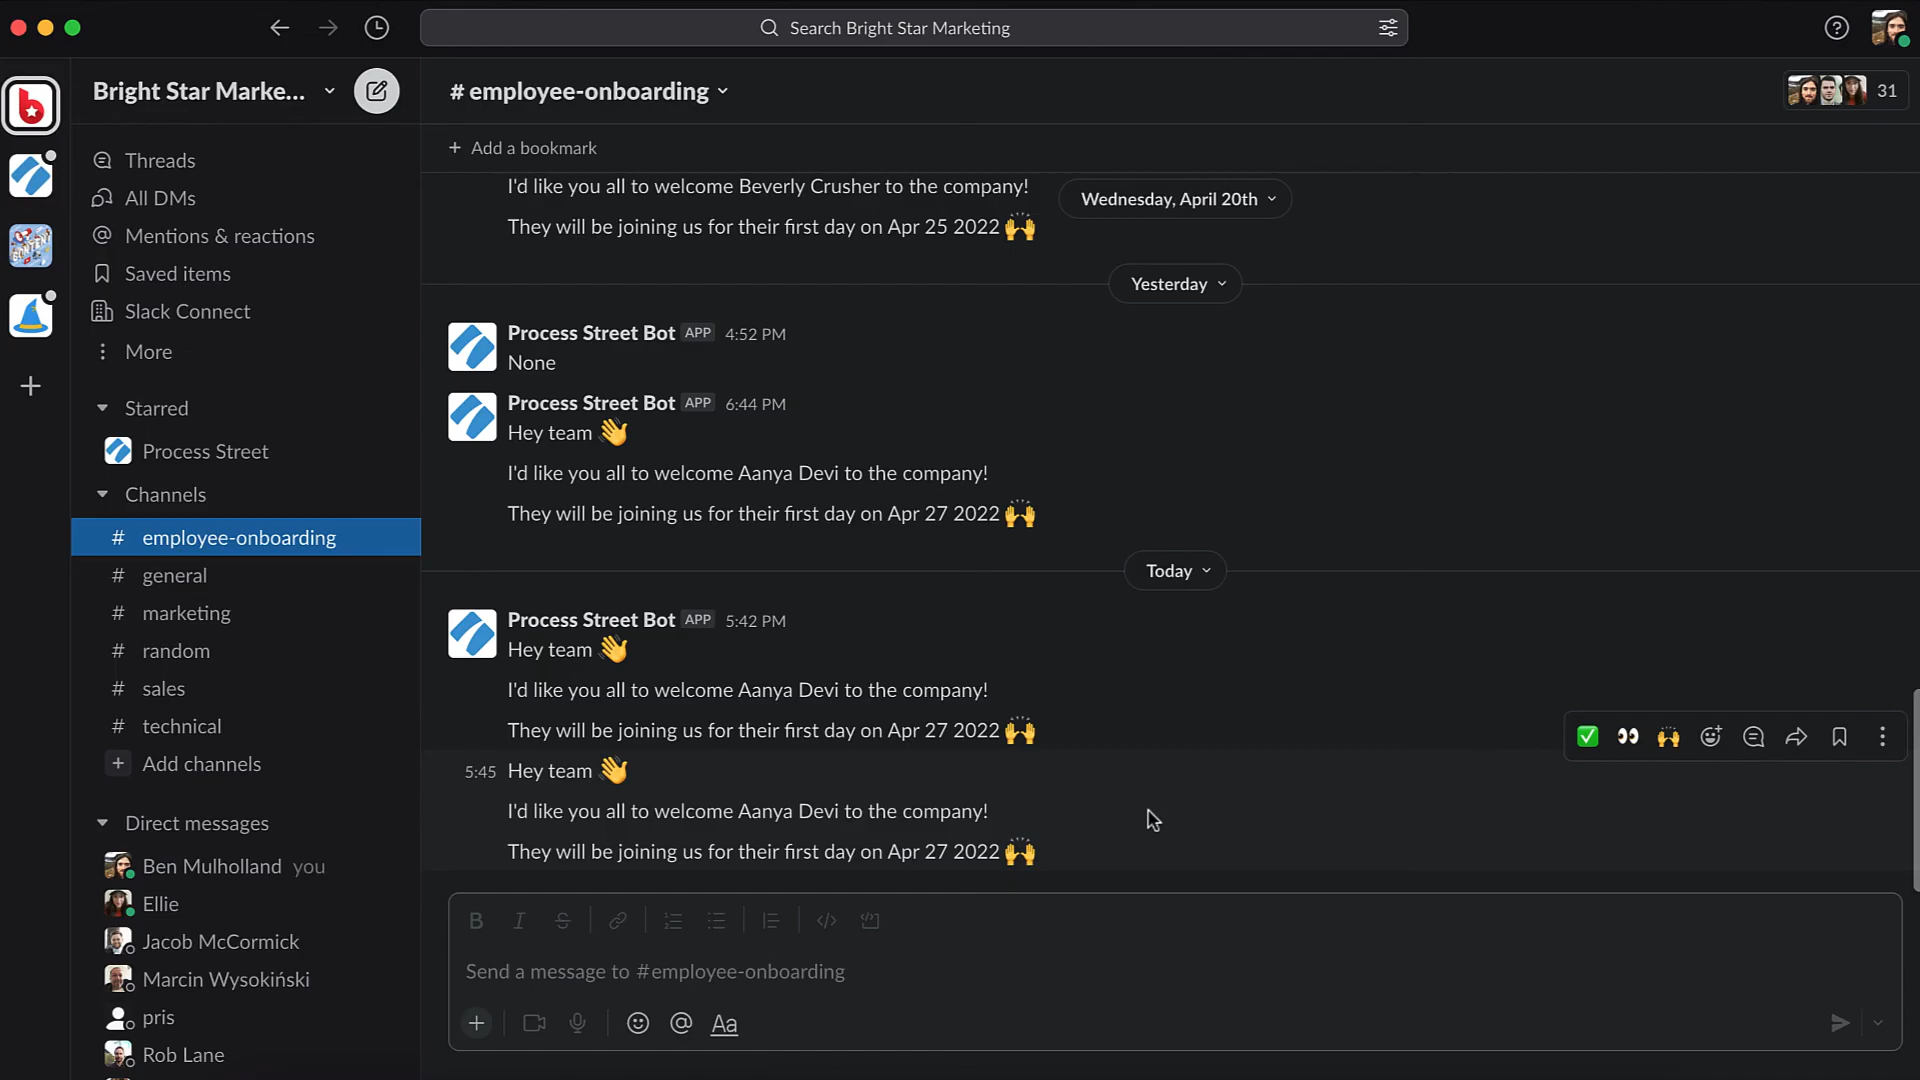 Search Bright Star Marketing
Bright Star Marke...
# employee-onboarding
31
Threads
All DMs
Mentions & reactions
Saved items
Slack Connect
More
Starred
Process Street
Channels
# employee-onboarding
# general
# marketing
# random
# sales
# technical
+ Add channels
Direct messages
Ben Mulholland you
Ellie
Jacob McCormick
Marcin Wysokiński
pris
Rob Lane
+ Add a bookmark
I'd like you all to welcome Beverly Crusher to the company!
Wednesday, April 20th
They will be joining us for their first day on Apr 25 2022 🙌
Yesterday
Process Street Bot APP 4:52 PM
None
Process Street Bot APP 6:44 PM
Hey team 👋
I'd like you all to welcome Aanya Devi to the company!
They will be joining us for their first day on Apr 27 2022 🙌
Today
Process Street Bot APP 5:42 PM
Hey team 👋
I'd like you all to welcome Aanya Devi to the company!
They will be joining us for their first day on Apr 27 2022 🙌
5:45 Hey team 👋
I'd like you all to welcome Aanya Devi to the company!
They will be joining us for their first day on Apr 27 2022 🙌
B I S
Send a message to #employee-onboarding
Aa